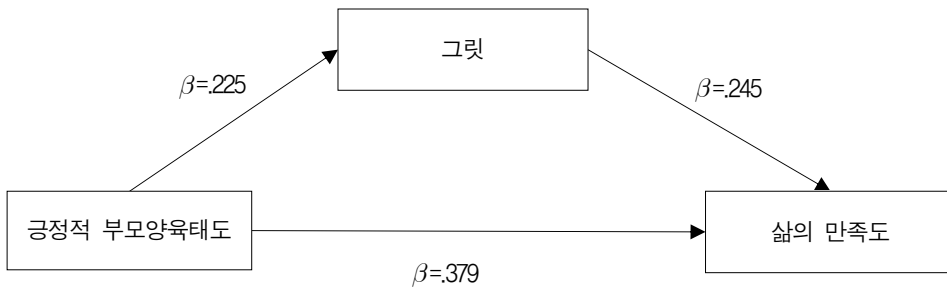 그릿
β=.225
β=.245
긍정적 부모양육태도
삶의 만족도
β=.379